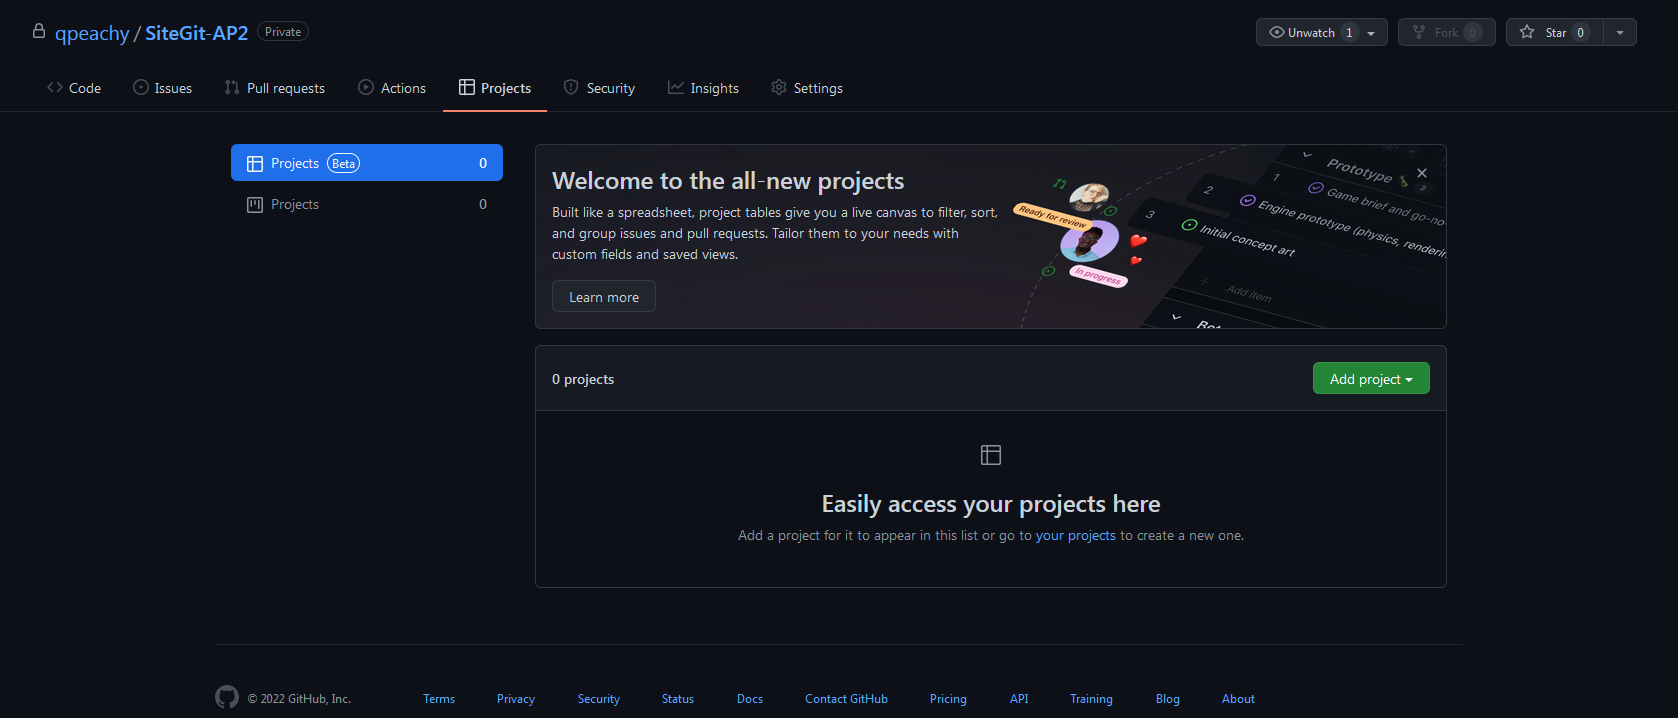 qpeachy / SiteGit-AP2 Private
Unwatch 1
Fork 0
Star 0
Code
Issues
Pull requests
Actions
Projects
Security
Insights
Settings
Projects Beta 0
Projects 0
Welcome to the all-new projects
Built like a spreadsheet, project tables give you a live canvas to filter, sort,
and group issues and pull requests. Tailor them to your needs with
custom fields and saved views.
Learn more
Ready for review
In progress
Prototype 3
1 Game brief and go-no-
2 Engine prototype (physics, renderin
3 Initial concept art
Add item
0 projects
Add project
Easily access your projects here
Add a project for it to appear in this list or go to your projects to create a new one.
© 2022 GitHub, Inc.
Terms
Privacy
Security
Status
Docs
Contact GitHub
Pricing
API
Training
Blog
About